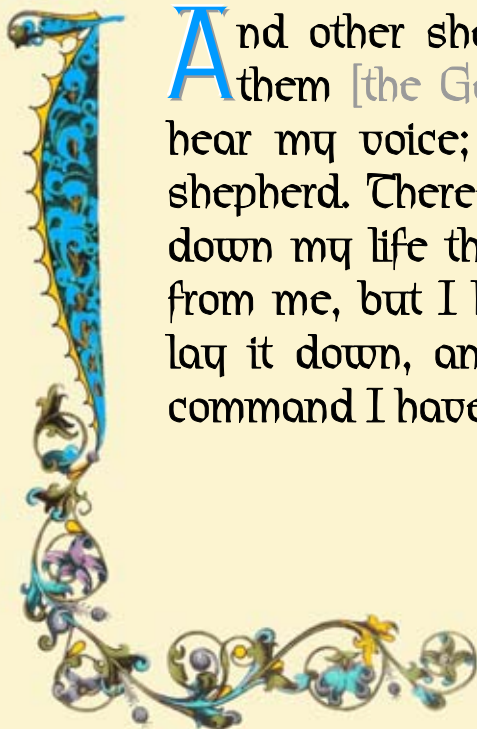 And other she
them [the Ge
hear my voice;
shepherd. There
down my life th
from me, but I h
lay it down, an
command I have